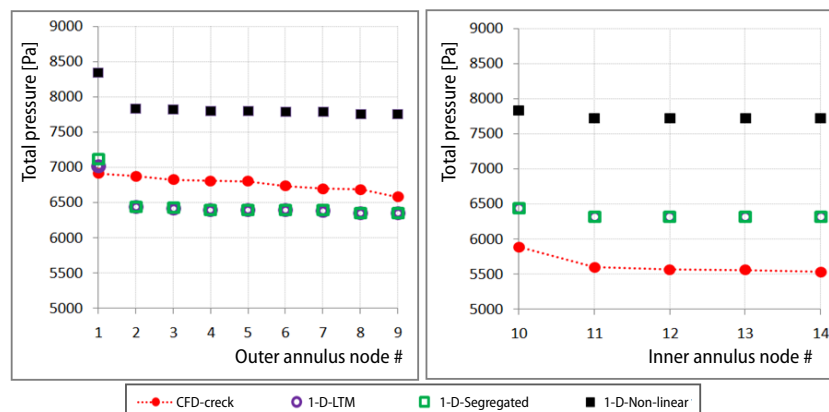 Total pressure [Pa]
9000
8500
8000
7500
7000
6500
6000
5500
5000
1 2 3 4 5 6 7 8 9
Outer annulus node #
Total pressure [Pa]
9000
8500
8000
7500
7000
6500
6000
5500
5000
10 11 12 13 14
Inner annulus node #
CFD-creck 1-D-LTM 1-D-Segregated 1-D-Non-linear